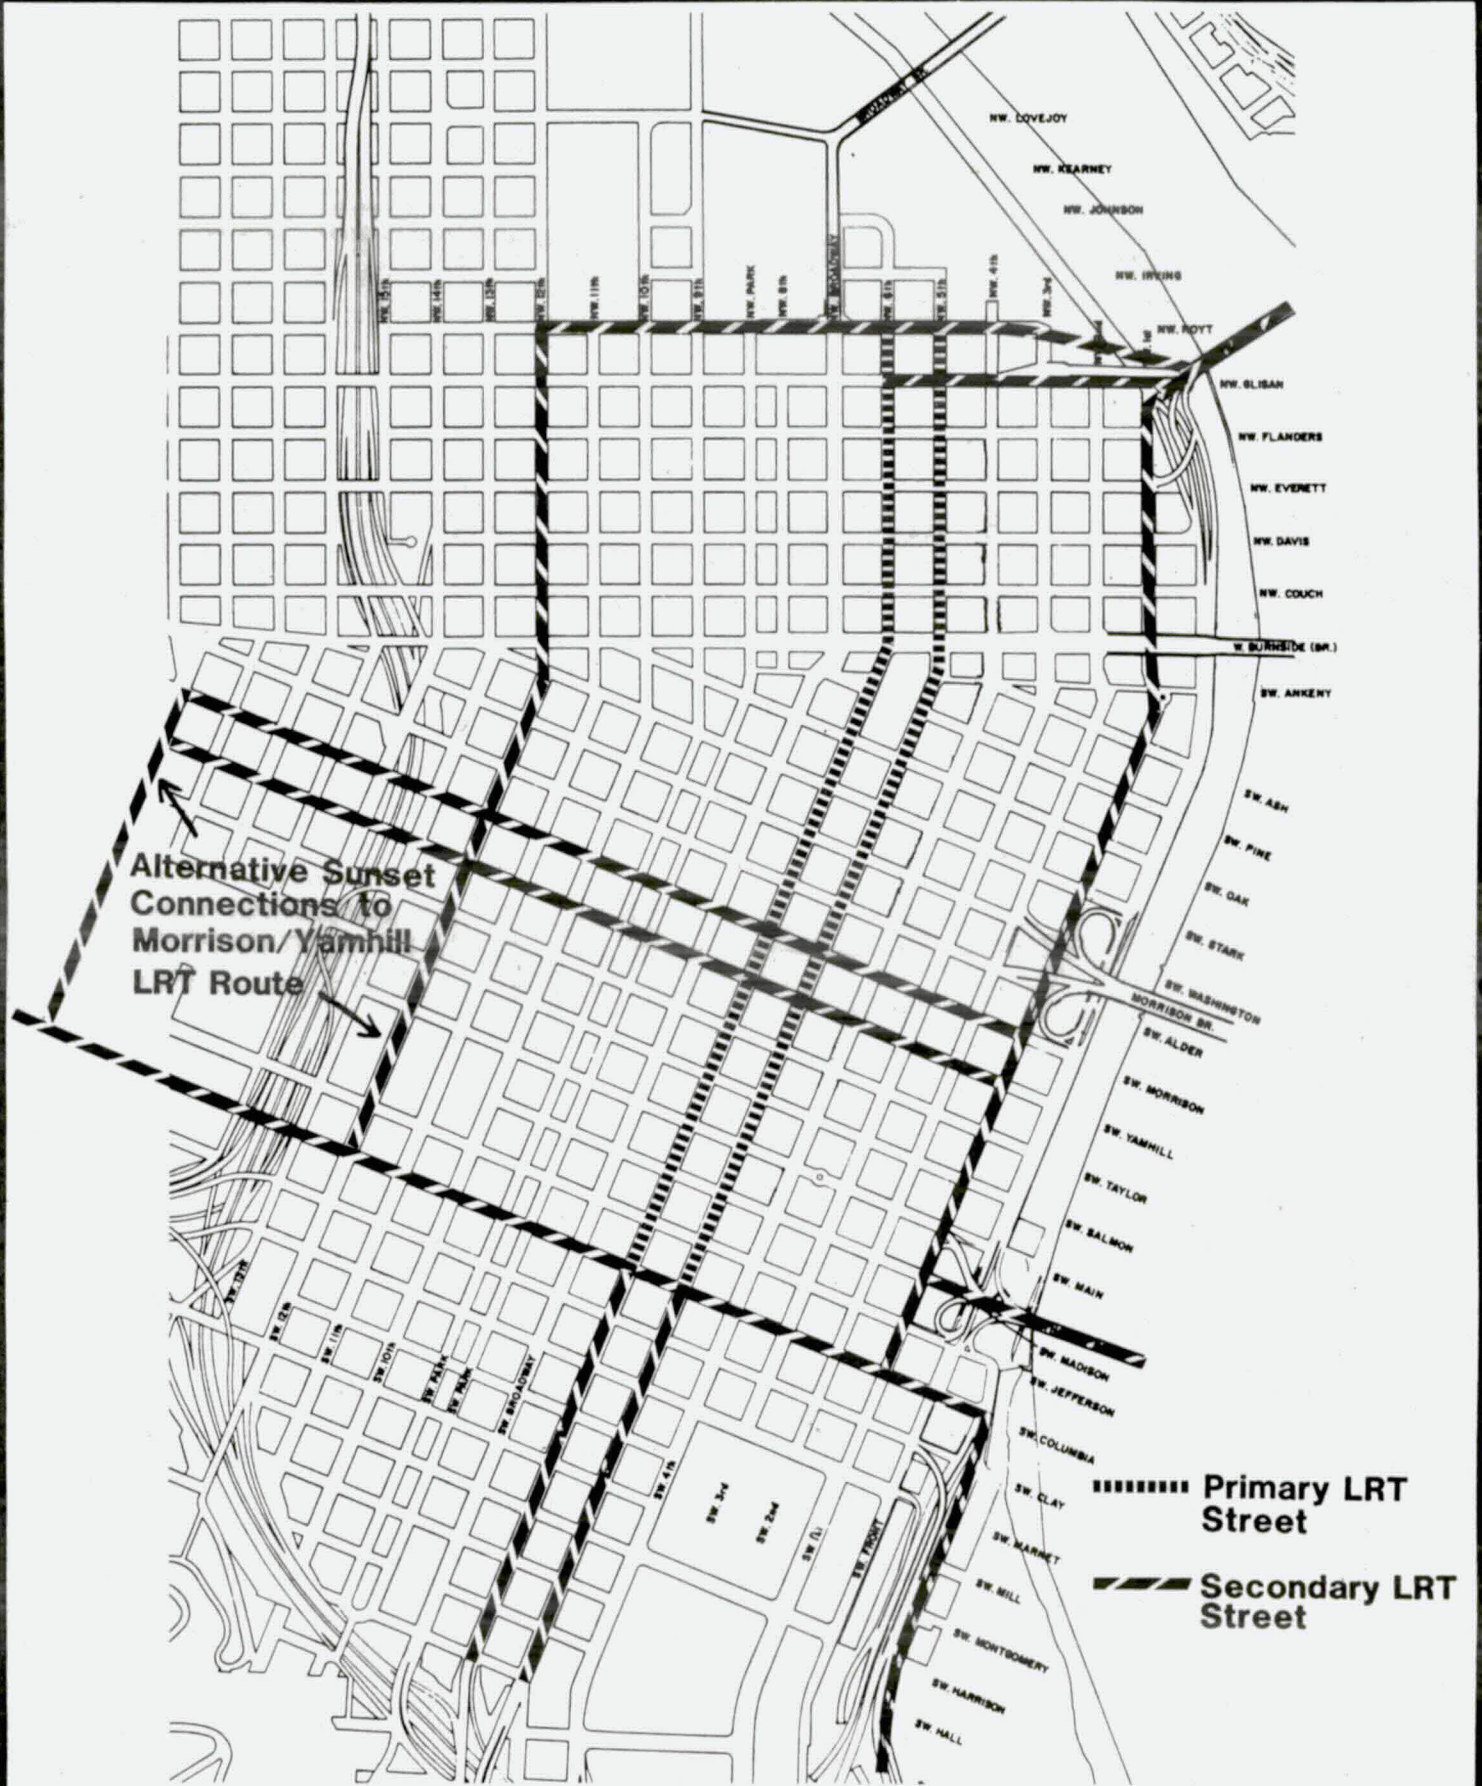 BROADWAY BR.
NW. LOVEJOY
NW. KEARNEY
NW. JOHNSON
NW. IRVING
NW. HOYT
NW. 15th
NW. 14th
NW. 13th
NW. 12th
NW. 11th
NW. 10th
NW. 9th
NW. PARK
NW. 8th
NW. BROADWAY
NW. 6th
NW. 5th
NW. 4th
NW. 3rd
NW. GLISAN
NW. FLANDERS
NW. EVERETT
NW. DAVIS
NW. COUCH
W. BURNSIDE (BR.)
SW. ANKENY
SW. ASH
SW. PINE
SW. OAK
SW. STARK
SW. WASHINGTON
MORRISON BR.
SW. ALDER
SW. MORRISON
SW. YAMHILL
SW. TAYLOR
SW. SALMON
SW. MAIN
SW. MADISON
SW. JEFFERSON
SW. COLUMBIA
SW. CLAY
SW. MARKET
SW. MILL
SW. MONTGOMERY
SW. HARRISON
SW. HALL
Alternative Sunset
Connections to
Morrison/Yamhill
LRT Route
SW. 12th
SW. 11th
SW. 10th
SW. PARK
SW. PARK
SW. BROADWAY
SW. 4th
SW. 3rd
SW. 2nd
SW. FRONT
Primary LRT
Street
Secondary LRT
Street